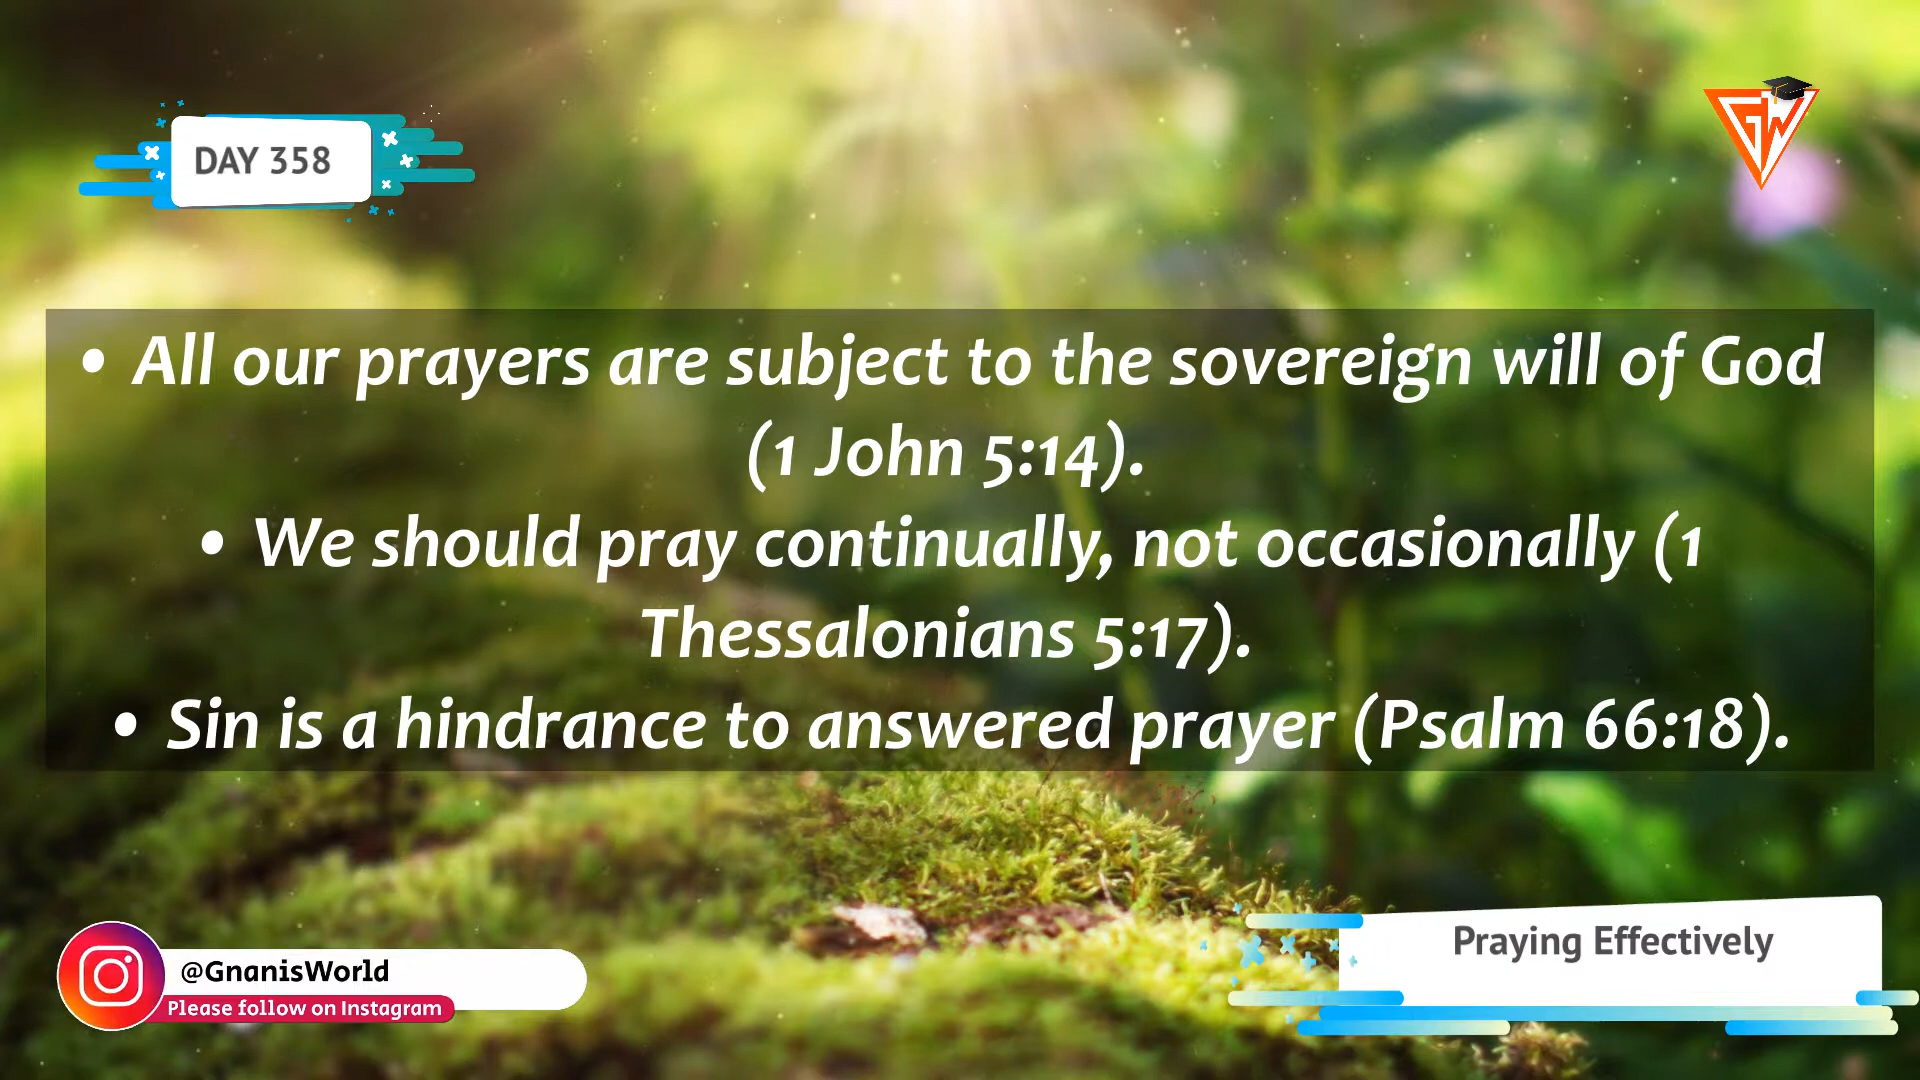 DAY 358
GW
• All our prayers are subject to the sovereign will of God
(1 John 5:14).
• We should pray continually, not occasionally (1
Thessalonians 5:17).
• Sin is a hindrance to answered prayer (Psalm 66:18).
@GnanisWorld
Please follow on Instagram
Praying Effectively